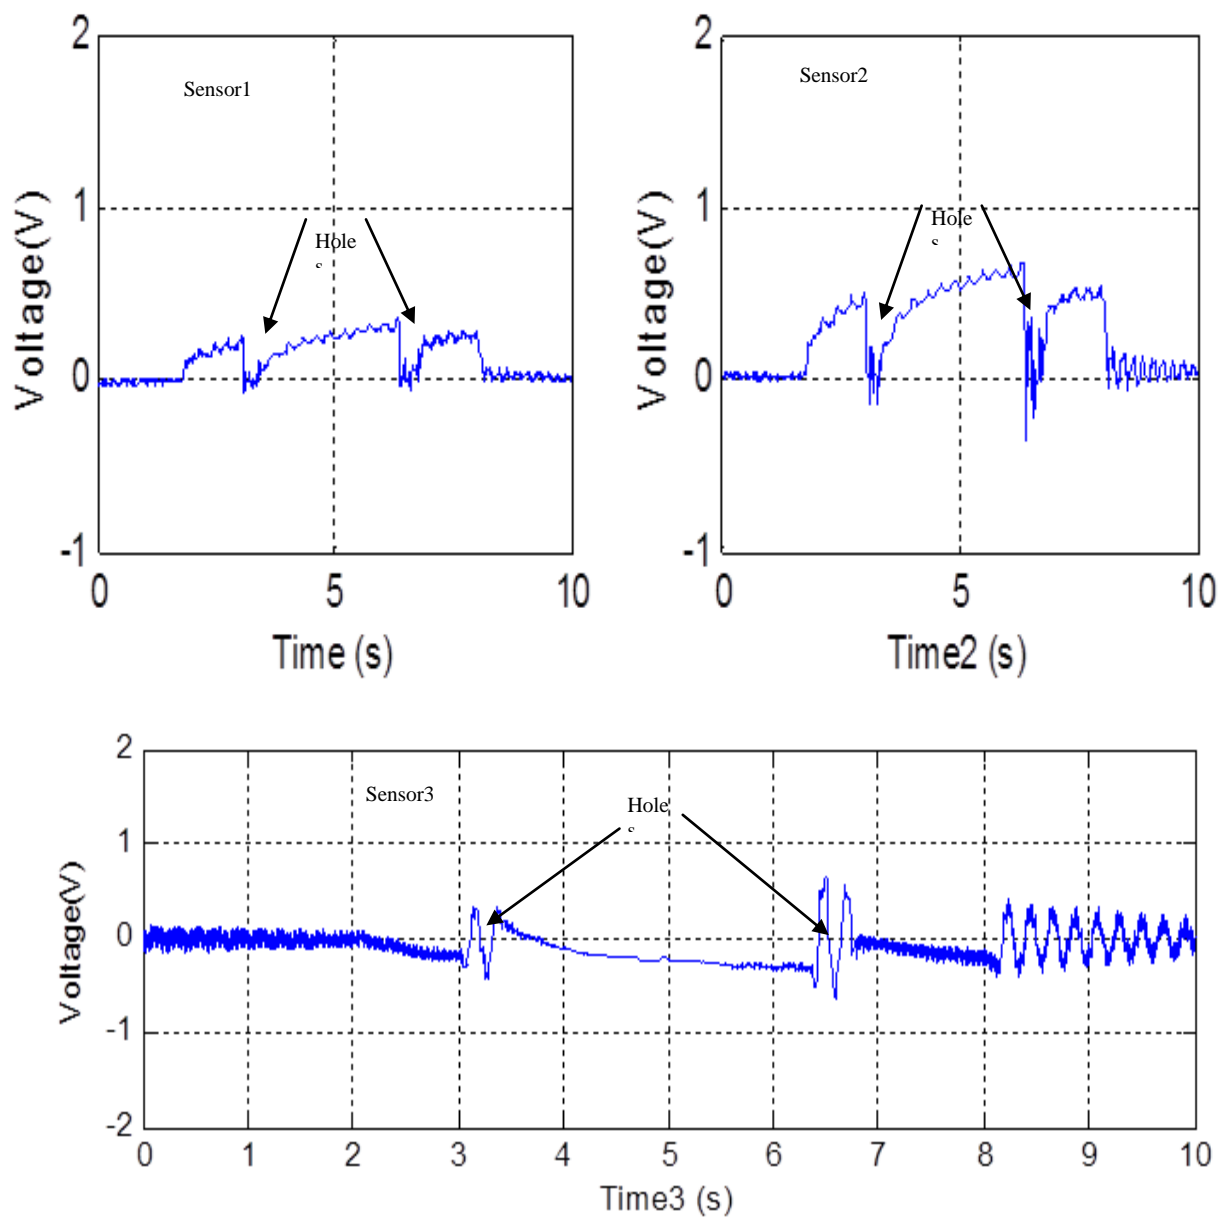 2
1
0
-1
Voltage(V)
Sensor1
Hole
s
0 5 10
Time (s)
2
1
0
-1
Voltage(V)
Sensor2
Hole
s
0 5 10
Time2 (s)
2
1
0
-1
-2
Voltage(V)
Sensor3
Hole
s
0 1 2 3 4 5 6 7 8 9 10
Time3 (s)